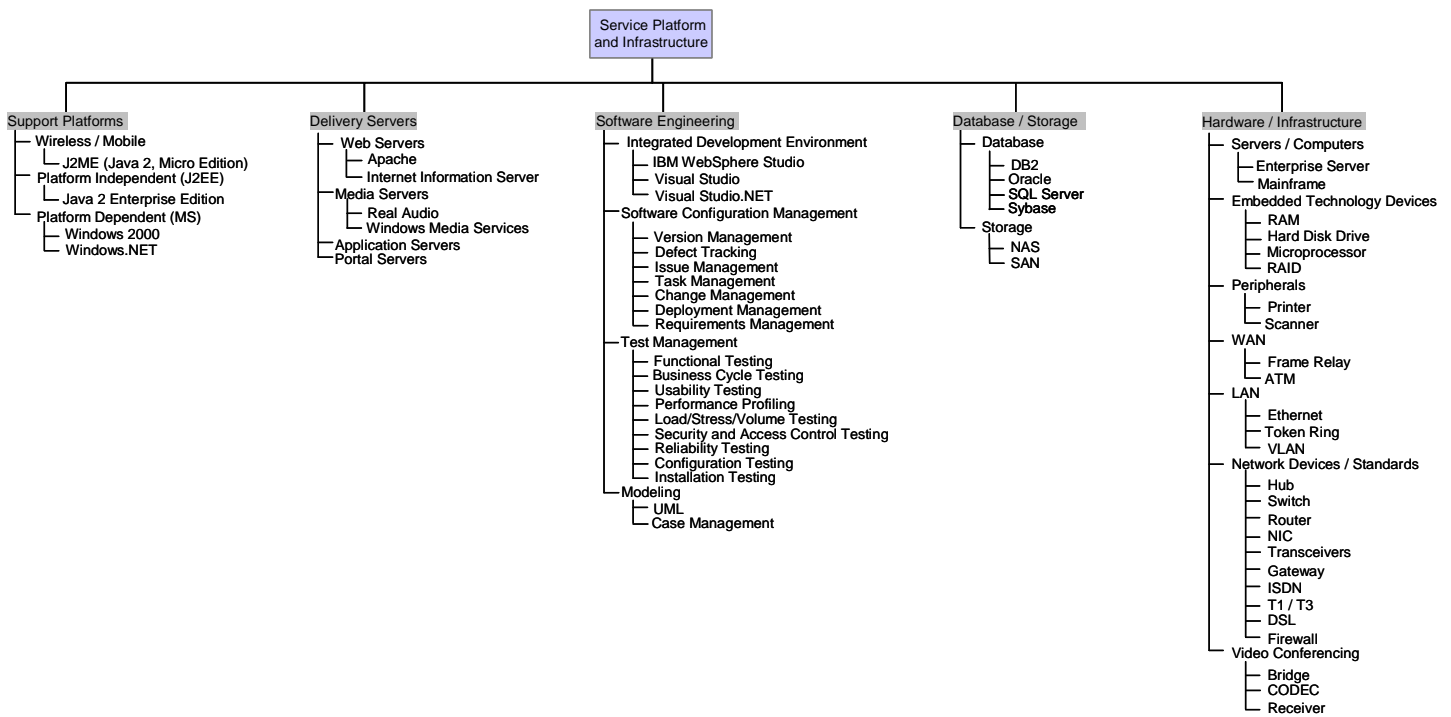 Service Platform
and Infrastructure
Support Platforms
Wireless / Mobile
J2ME (Java 2, Micro Edition)
Platform Independent (J2EE)
Java 2 Enterprise Edition
Platform Dependent (MS)
Windows 2000
Windows.NET
Delivery Servers
Web Servers
Apache
Internet Information Server
Media Servers
Real Audio
Windows Media Services
Application Servers
Portal Servers
Software Engineering
Integrated Development Environment
IBM WebSphere Studio
Visual Studio
Visual Studio.NET
Software Configuration Management
Version Management
Defect Tracking
Issue Management
Task Management
Change Management
Deployment Management
Requirements Management
Test Management
Functional Testing
Business Cycle Testing
Usability Testing
Performance Profiling
Load/Stress/Volume Testing
Security and Access Control Testing
Reliability Testing
Configuration Testing
Installation Testing
Modeling
UML
Case Management
Database / Storage
Database
DB2
Oracle
SQL Server
Sybase
Storage
NAS
SAN
Hardware / Infrastructure
Servers / Computers
Enterprise Server
Mainframe
Embedded Technology Devices
RAM
Hard Disk Drive
Microprocessor
RAID
Peripherals
Printer
Scanner
WAN
Frame Relay
ATM
LAN
Ethernet
Token Ring
VLAN
Network Devices / Standards
Hub
Switch
Router
NIC
Transceivers
Gateway
ISDN
T1 / T3
DSL
Firewall
Video Conferencing
Bridge
CODEC
Receiver